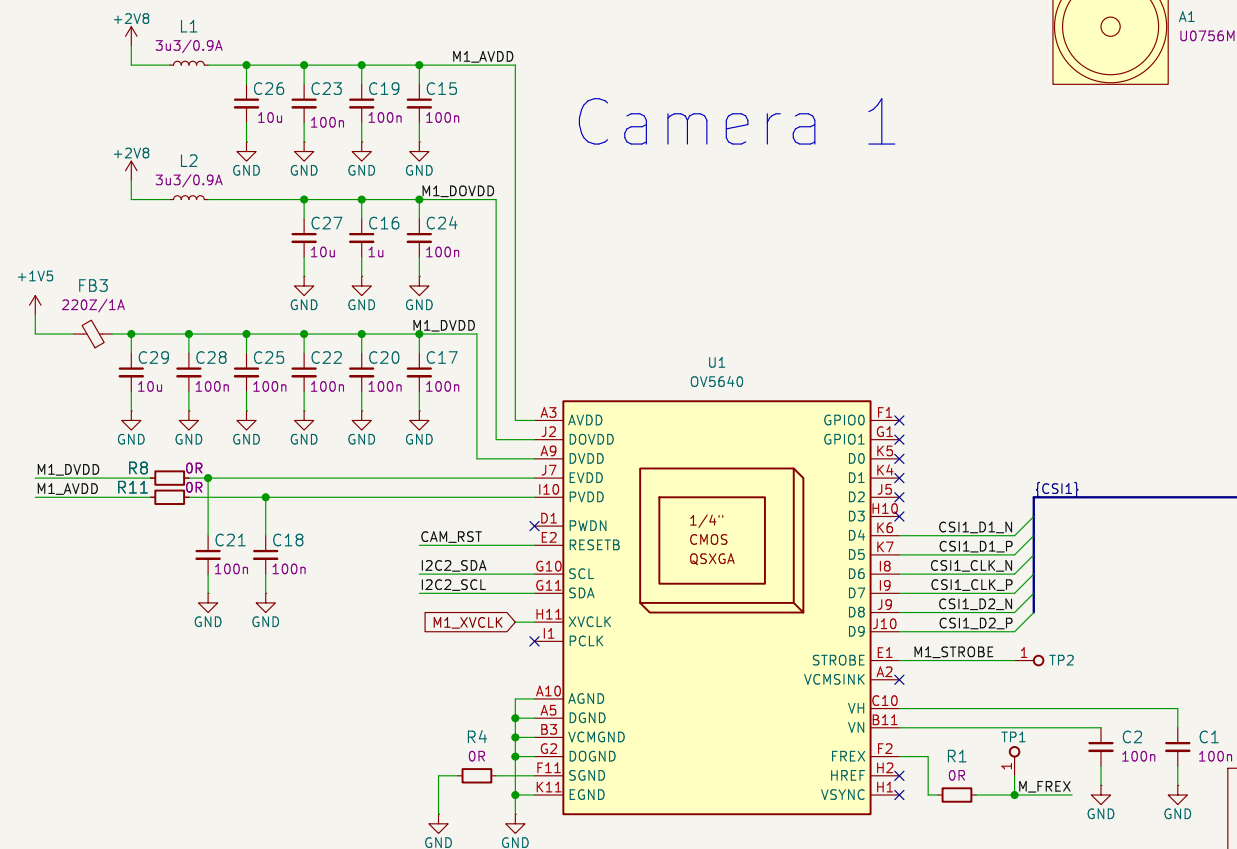 +2V8
L1
3u3/0.9A
M1_AVDD
C26
10u
C23
100n
C19
100n
C15
100n
GND
GND
GND
GND
A1
U0756M
Camera 1
+2V8
L2
3u3/0.9A
M1_DOVDD
C27
10u
C16
1u
C24
100n
GND
GND
GND
+1V5
FB3
220Z/1A
M1_DVDD
C29
10u
C28
100n
C25
100n
C22
100n
C20
100n
C17
100n
GND
GND
GND
GND
GND
GND
M1_DVDD
R8
0R
M1_AVDD
R11
0R
C21
100n
C18
100n
GND
GND
U1
OV5640
A3 AVDD
J2 DOVDD
A9 DVDD
J7 EVDD
I10 PVDD
D1 PWDN
CAM_RST E2 RESETB
I2C2_SDA G10 SCL
I2C2_SCL G11 SDA
M1_XVCLK H11 XVCLK
I1 PCLK
A10 AGND
A5 DGND
B3 VCMGND
G2 DOGND
F11 SGND
K11 EGND
R4
0R
GND
GND
1/4"
CMOS
QSXGA
GPIO0 F1
GPIO1 G1
D0 K5
D1 K4
D2 J5
D3 H10
D4 K6 CSI1_D1_N
D5 K7 CSI1_D1_P
D6 I8 CSI1_CLK_N
D7 I9 CSI1_CLK_P
D8 J9 CSI1_D2_N
D9 J10 CSI1_D2_P
{CSI1}
STROBE E1 M1_STROBE 1 TP2
VCMSINK A2
VH C10
VN B11
FREX F2
HREF H2
VSYNC H1
R1
0R
TP1
1
M_FREX
C2
100n
C1
100n
GND
GND